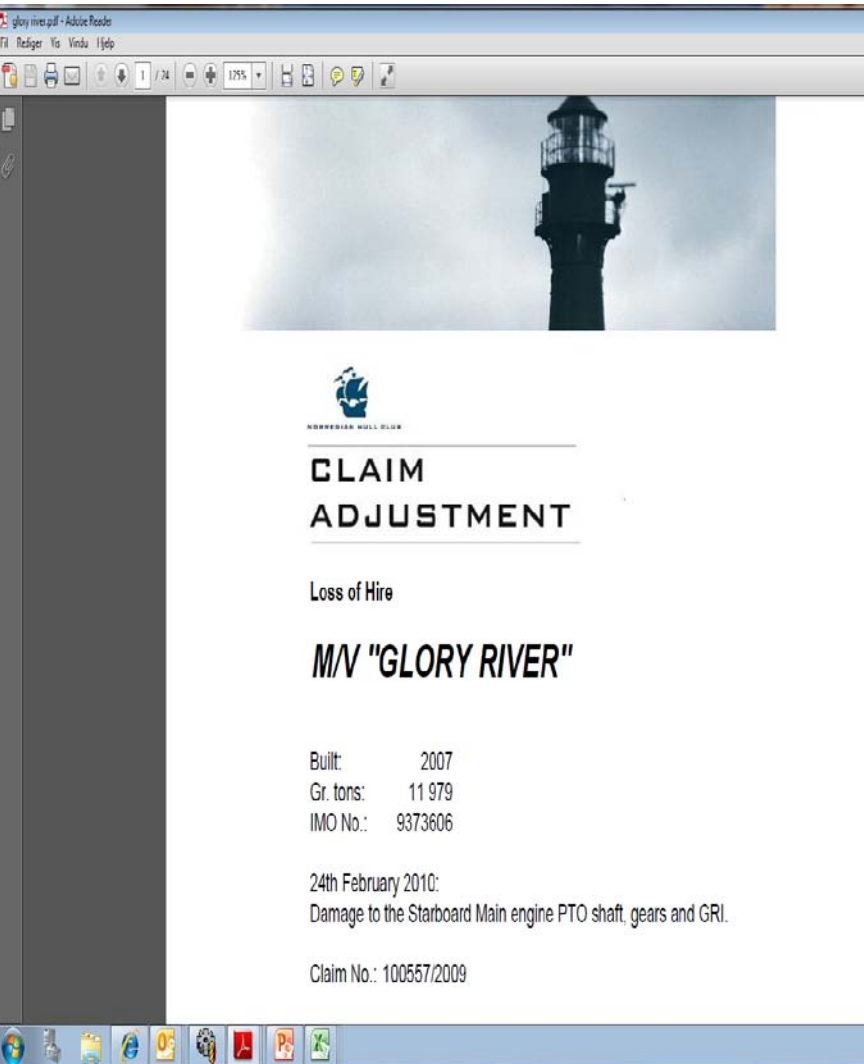 glory river.pdf - Adobe Reader
Fil Rediger Vis Vindu Hjelp
1 / 24 125%
NORWEGIAN HULL CLUB
CLAIM
ADJUSTMENT
Loss of Hire
M/V "GLORY RIVER"
Built: 2007
Gr. tons: 11 979
IMO No.: 9373606
24th February 2010:
Damage to the Starboard Main engine PTO shaft, gears and GRI.
Claim No.: 100557/2009